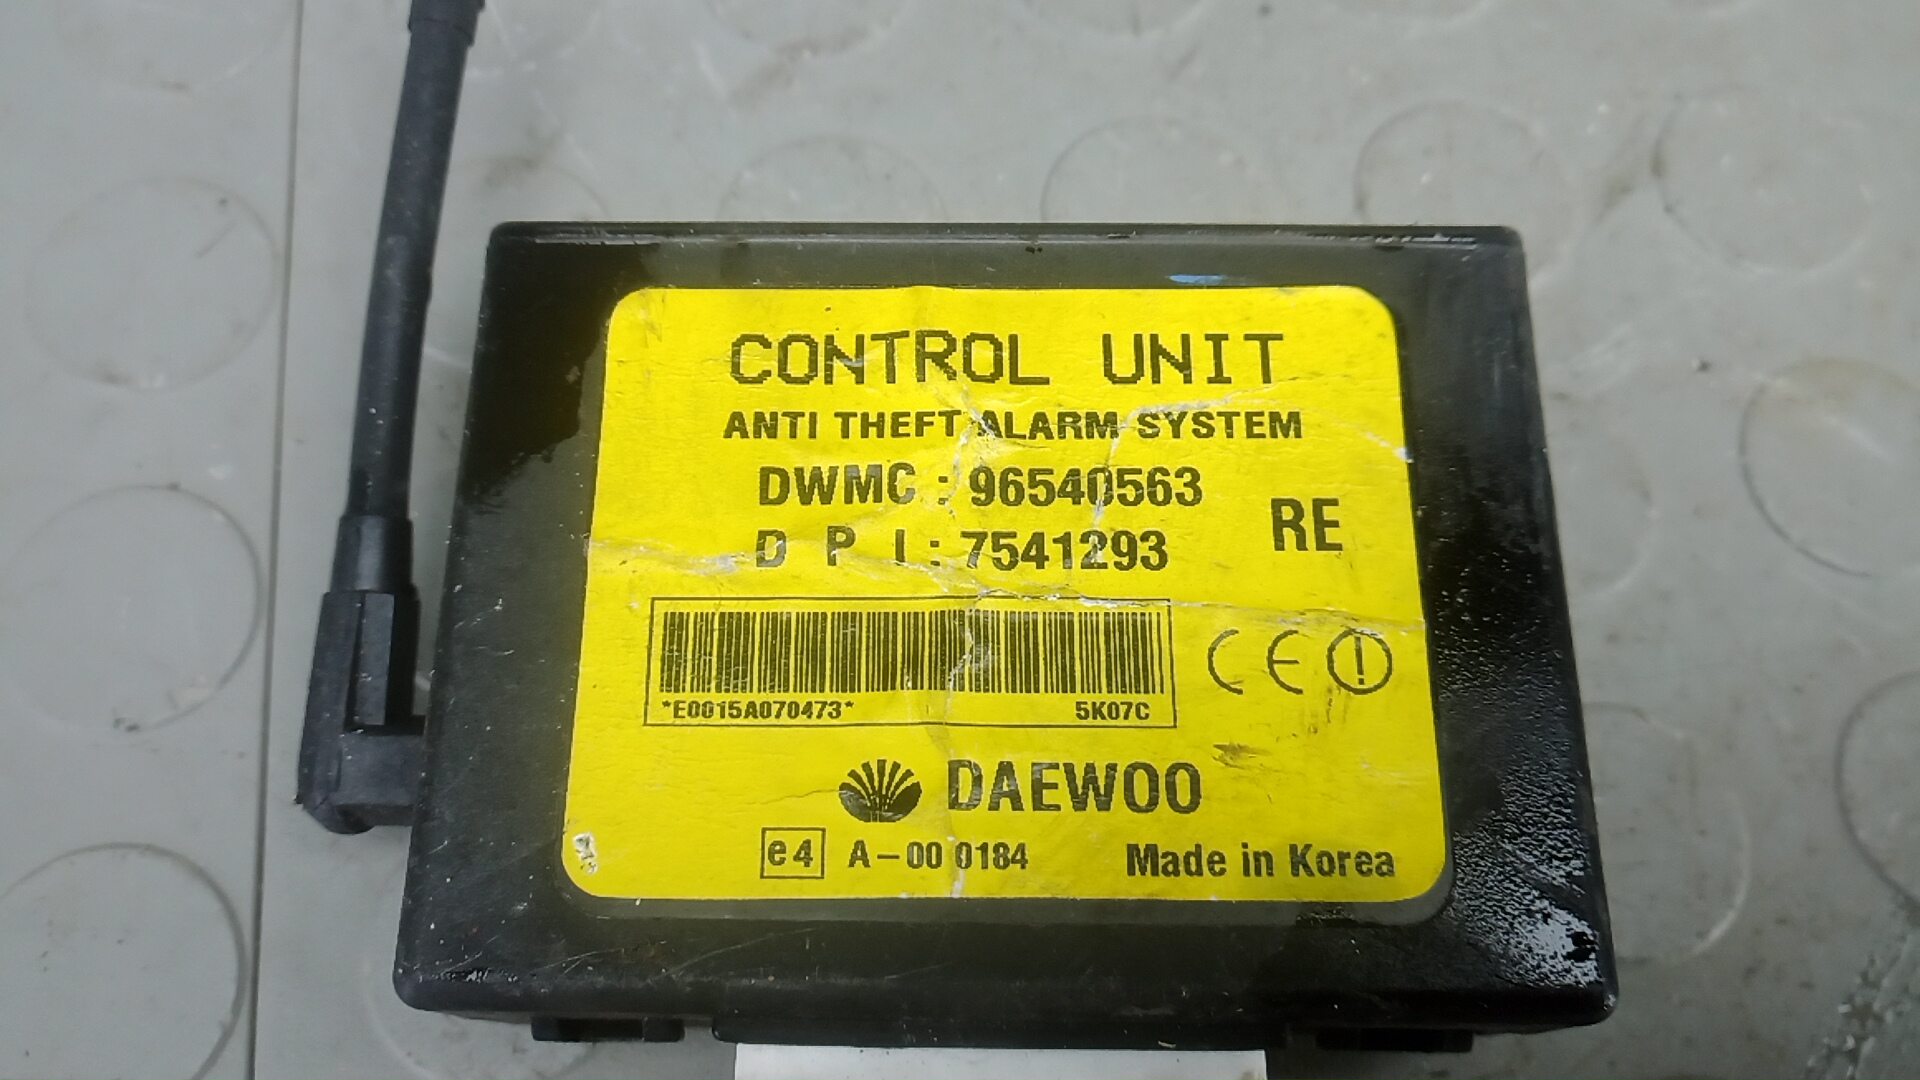 CONTROL UNIT
ANTI THEFT ALARM SYSTEM
DWMC : 96540563
D P I : 7541293
RE
*E0015A070473* 5K07C
CE
DAEWOO
e4 A-00 0184 Made in Korea